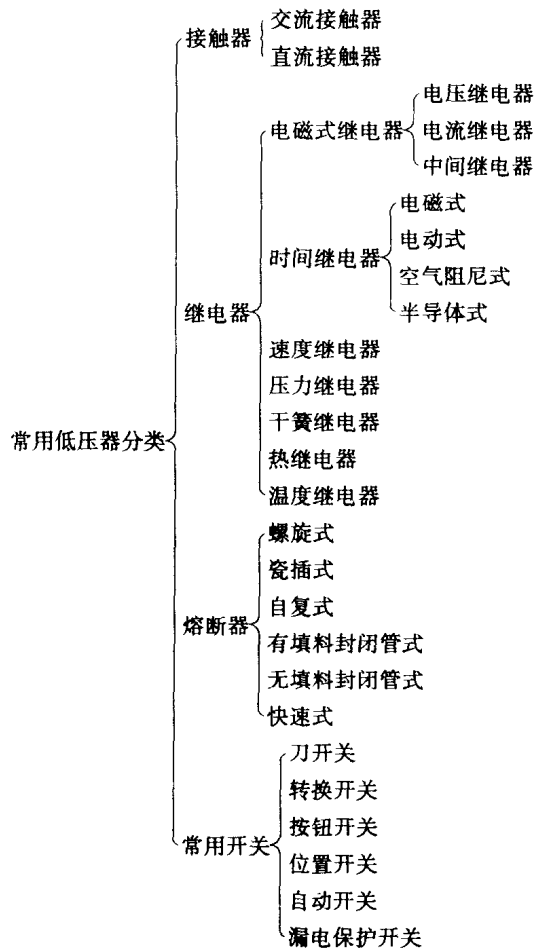 常用低压器分类
接触器
交流接触器
直流接触器
继电器
电磁式继电器
电压继电器
电流继电器
中间继电器
时间继电器
电磁式
电动式
空气阻尼式
半导体式
速度继电器
压力继电器
干簧继电器
热继电器
温度继电器
熔断器
螺旋式
瓷插式
自复式
有填料封闭管式
无填料封闭管式
快速式
常用开关
刀开关
转换开关
按钮开关
位置开关
自动开关
漏电保护开关